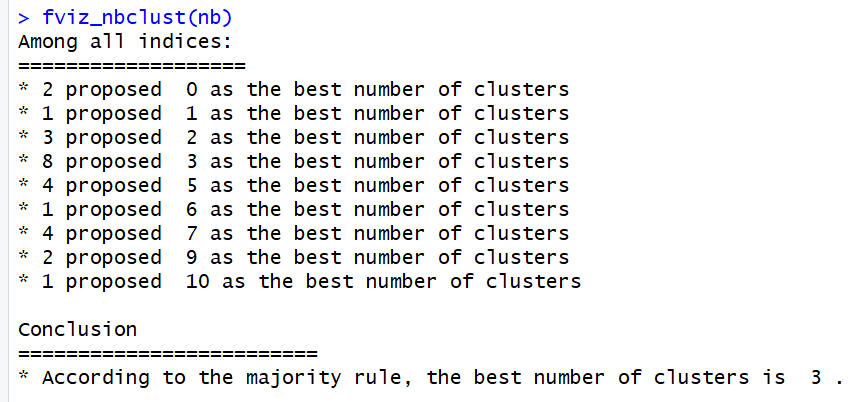 > fviz_nbclust(nb)
Among all indices:
===================
* 2 proposed  0 as the best number of clusters
* 1 proposed  1 as the best number of clusters
* 3 proposed  2 as the best number of clusters
* 8 proposed  3 as the best number of clusters
* 4 proposed  5 as the best number of clusters
* 1 proposed  6 as the best number of clusters
* 4 proposed  7 as the best number of clusters
* 2 proposed  9 as the best number of clusters
* 1 proposed  10 as the best number of clusters

Conclusion
=========================
* According to the majority rule, the best number of clusters is  3 .